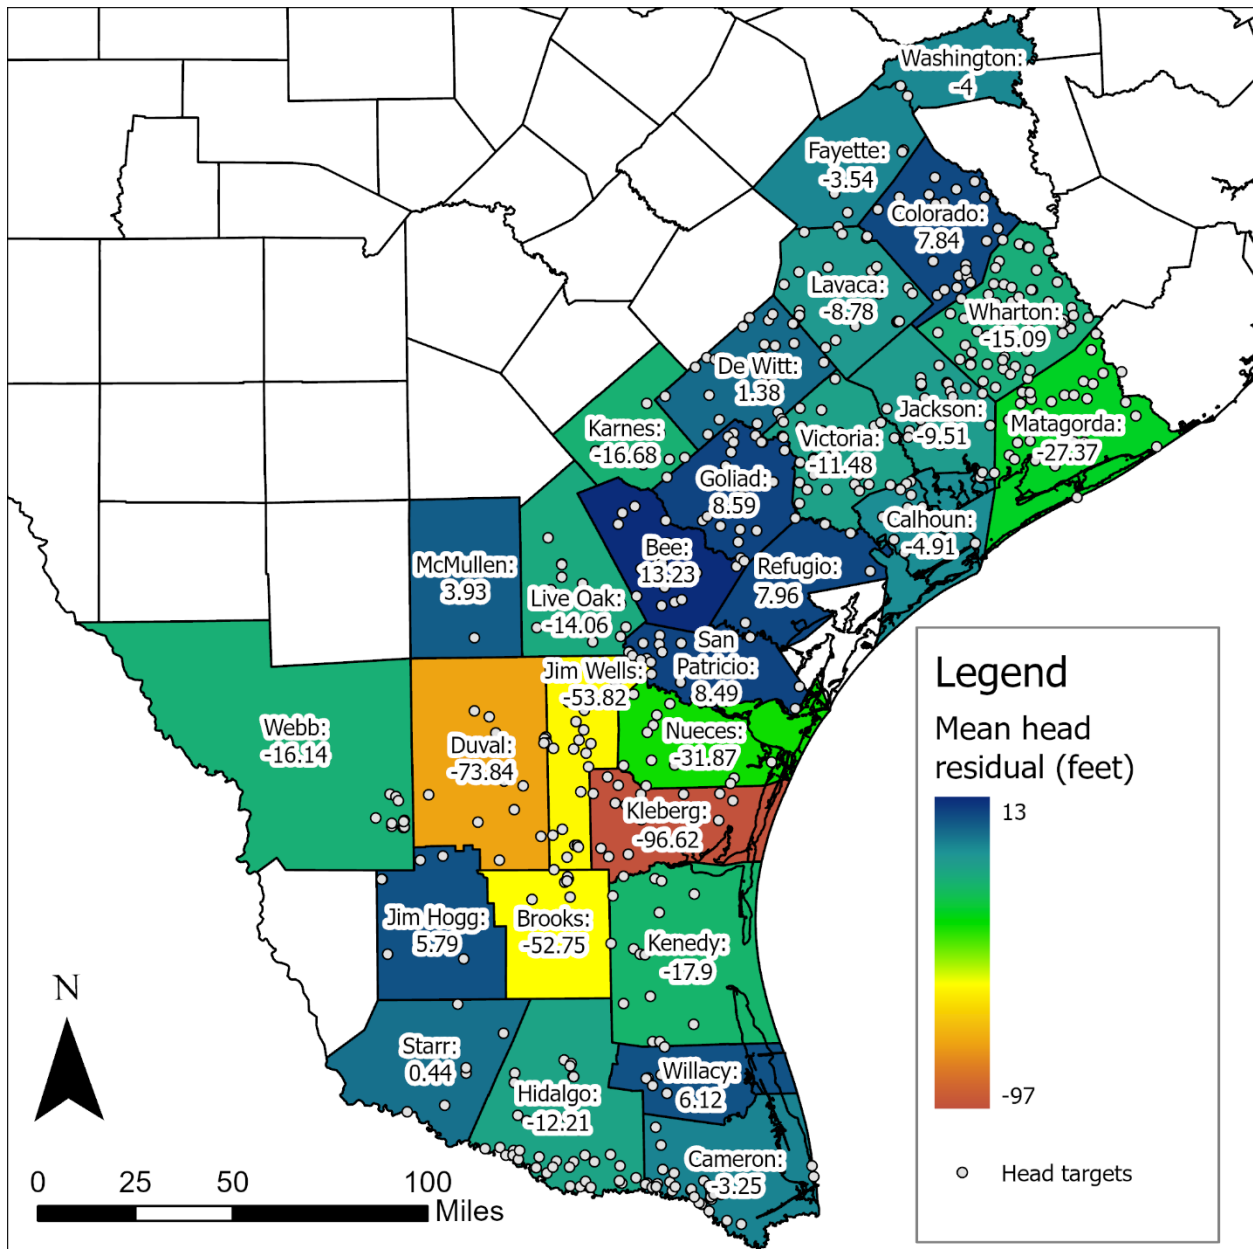 Washington:
-4
Fayette:
-3.54
Colorado:
7.84
Lavaca:
-8.78
Wharton:
-15.09
De Witt:
1.38
Karnes:
-16.68
Victoria:
-11.48
Jackson:
-9.51
Matagorda:
-27.37
Goliad:
8.59
Calhoun:
-4.91
Bee:
13.23
Refugio:
7.96
McMullen:
3.93
Live Oak:
-14.06
San
Patricio:
8.49
Jim Wells:
-53.82
Webb:
-16.14
Duval:
-73.84
Nueces:
-31.87
Kleberg:
-96.62
Jim Hogg:
5.79
Brooks:
-52.75
Kenedy:
-17.9
Starr:
0.44
Hidalgo:
-12.21
Willacy:
6.12
Cameron:
-3.25
Legend
Mean head
residual (feet)
13
-97
Head targets
N
0 25 50 100
Miles